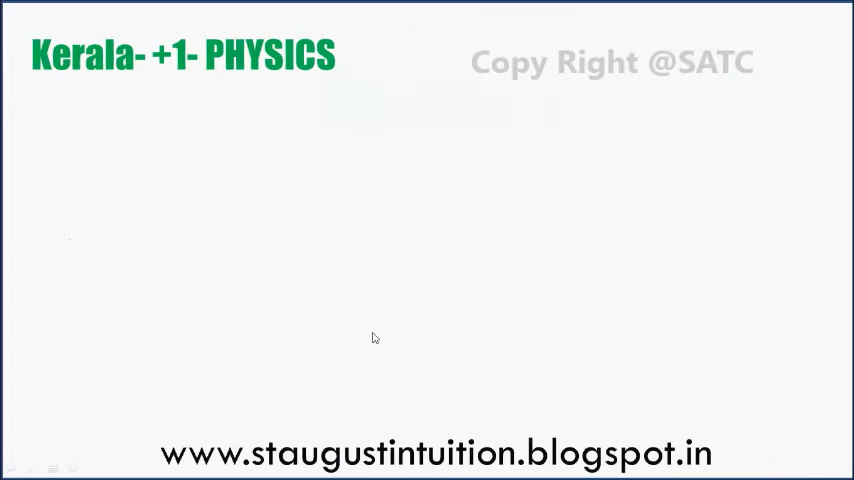 Kerala- +1- PHYSICS
Copy Right @SATC
www.staugustintuition.blogspot.in